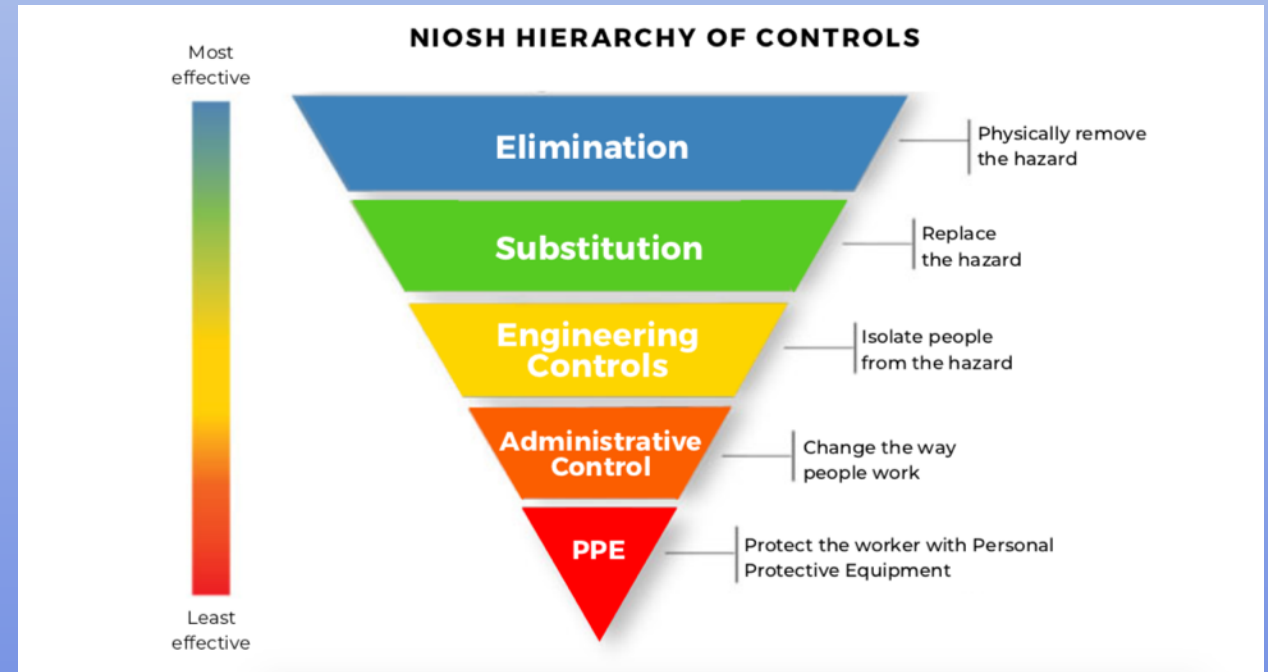 NIOSH HIERARCHY OF CONTROLS
Most
effective
Elimination
Physically remove
the hazard
Substitution
Replace
the hazard
Engineering
Controls
Isolate people
from the hazard
Administrative
Control
Change the way
people work
PPE
Protect the worker with Personal
Protective Equipment
Least
effective